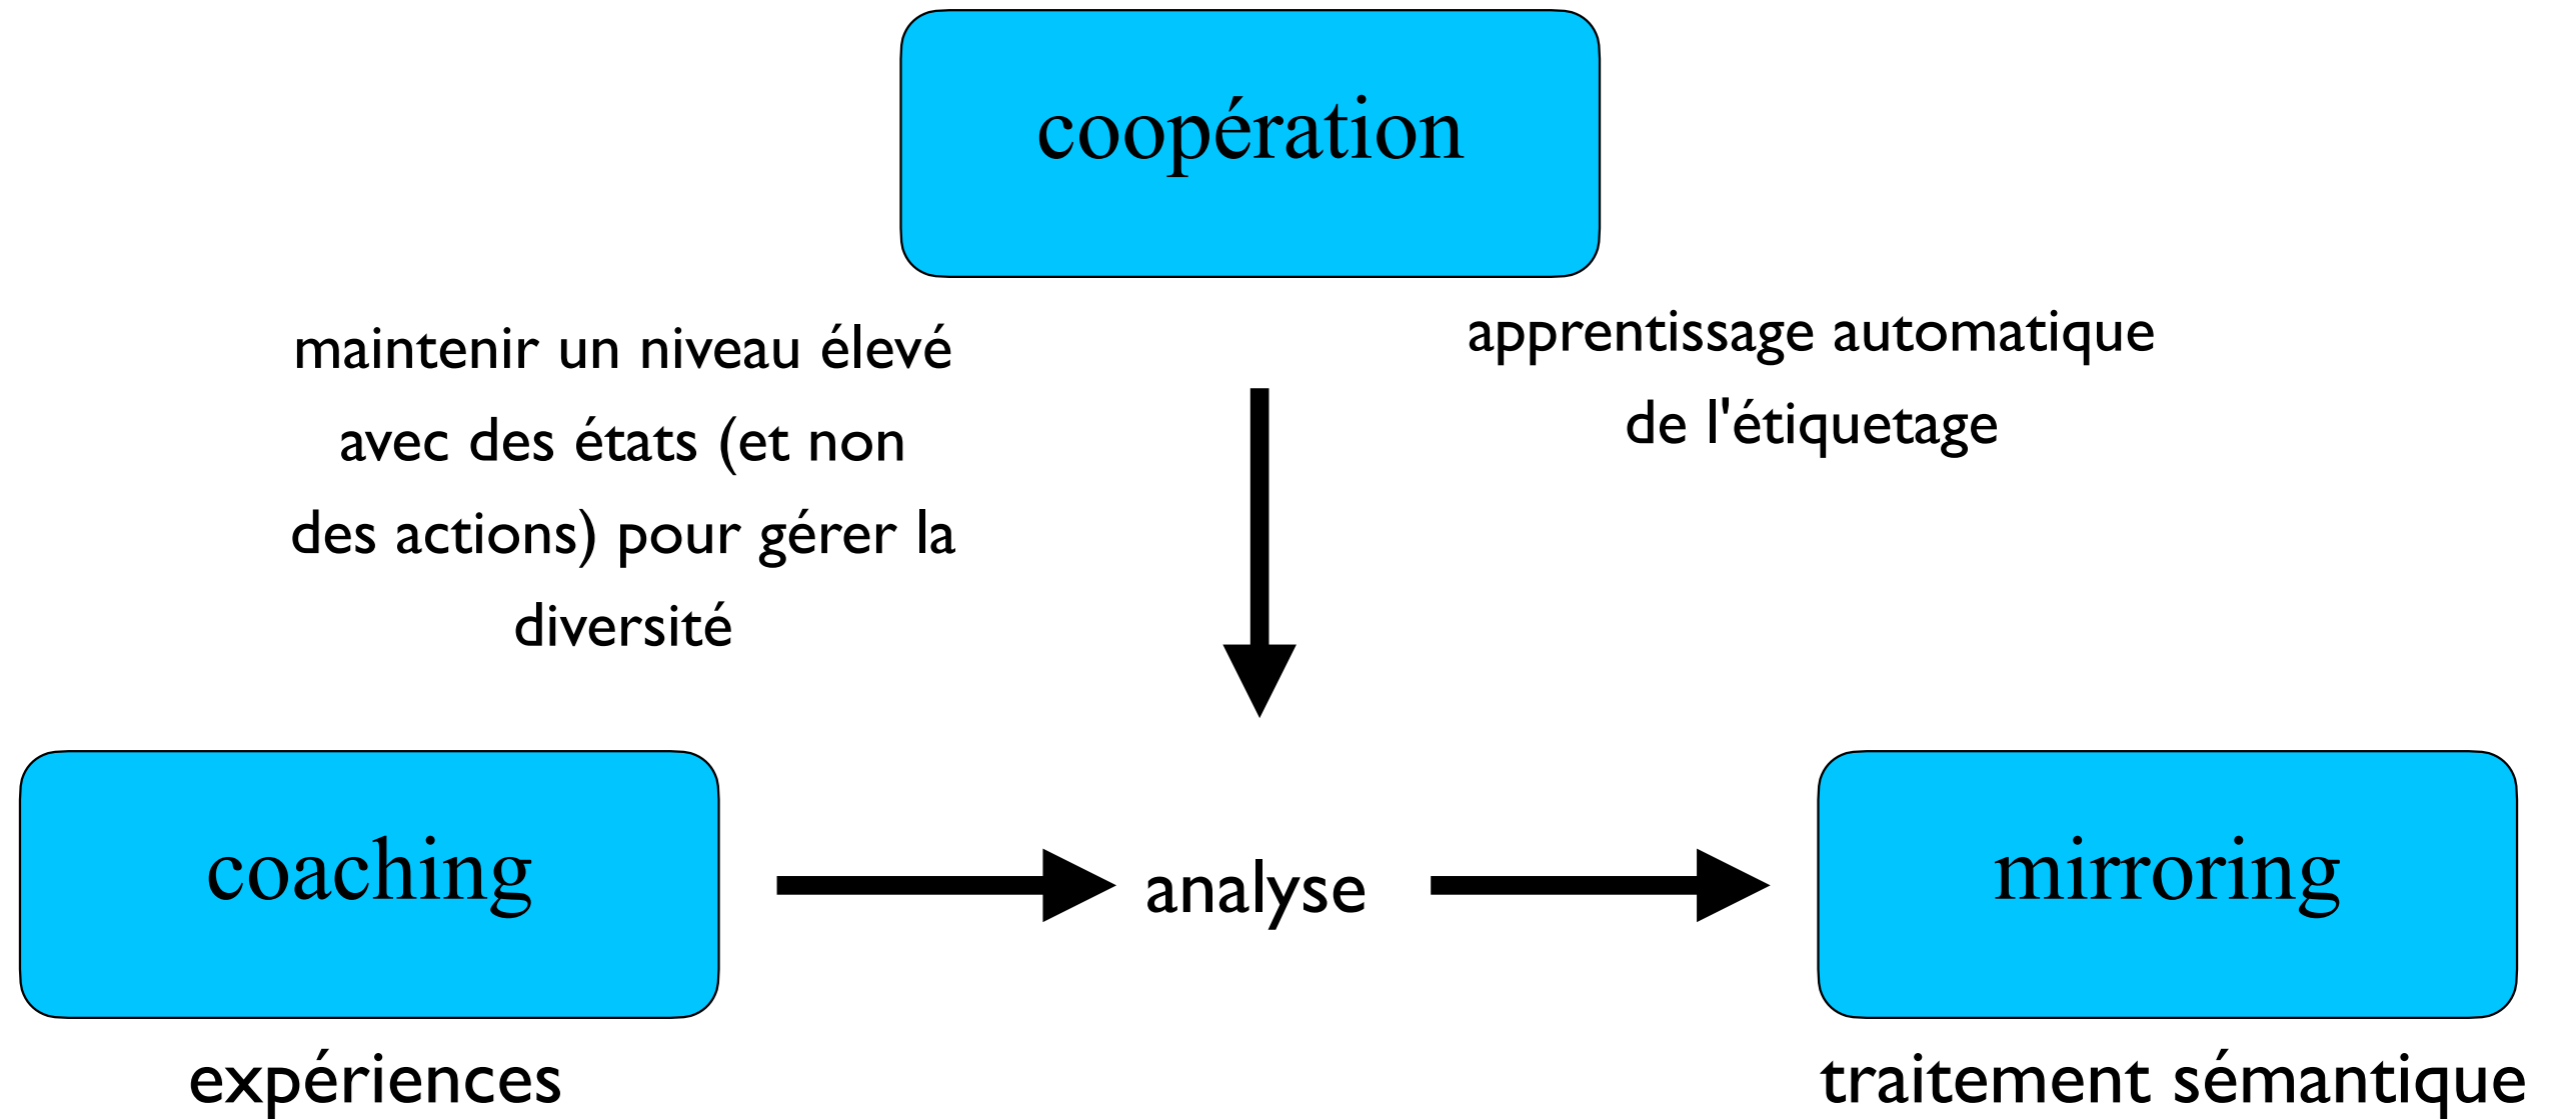 coopération
maintenir un niveau élevé
avec des états (et non
des actions) pour gérer la
diversité
apprentissage automatique
de l'étiquetage
coaching
analyse
mirroring
expériences
traitement sémantique